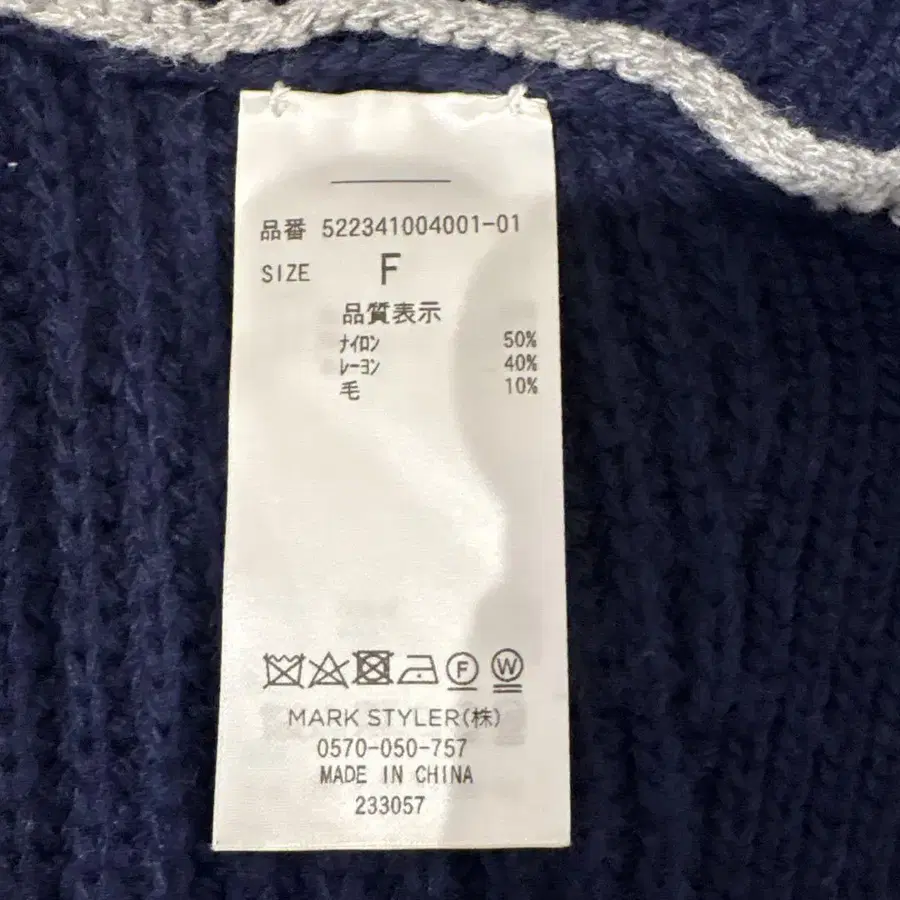 品番 522341004001-01
SIZE F
品質表示
ﾅｲﾛﾝ 50%
ﾚｰﾖﾝ 40%
毛 10%
F W
MARK STYLER(株)
0570-050-757
MADE IN CHINA
233057